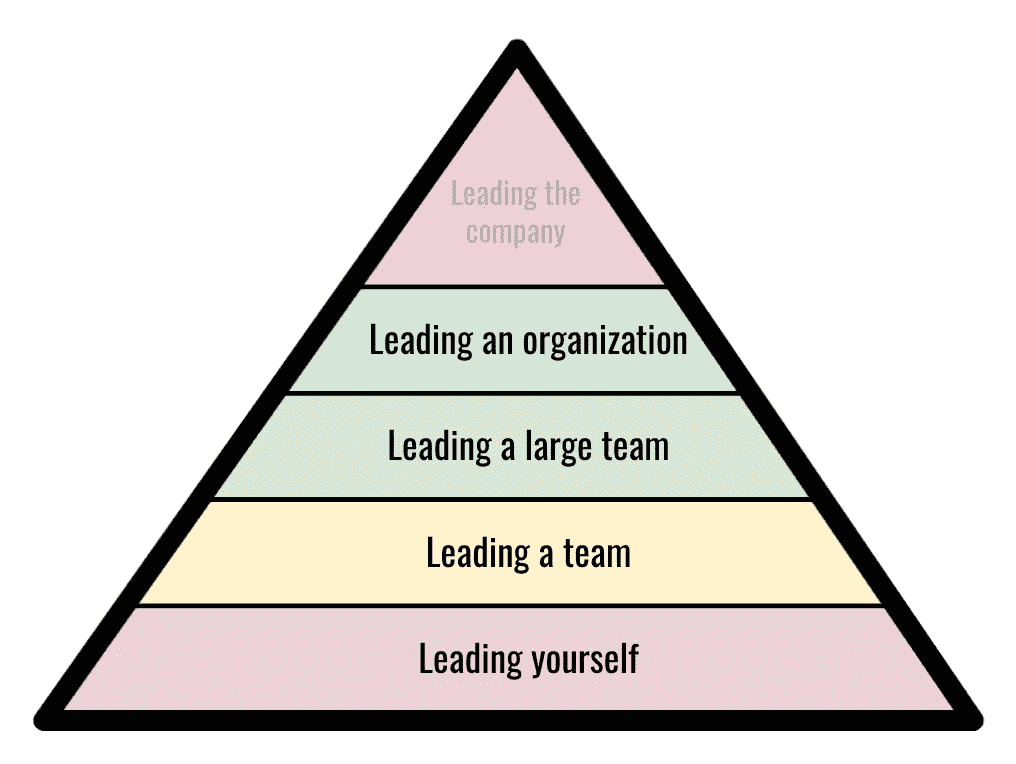 Leading the
company
Leading an organization
Leading a large team
Leading a team
Leading yourself